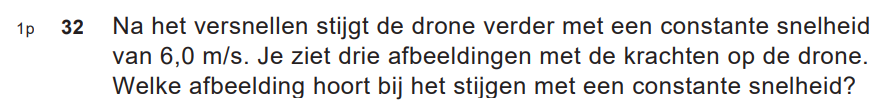 1p 32 Na het versnellen stijgt de drone verder met een constante snelheid
van 6,0 m/s. Je ziet drie afbeeldingen met de krachten op de drone.
Welke afbeelding hoort bij het stijgen met een constante snelheid?